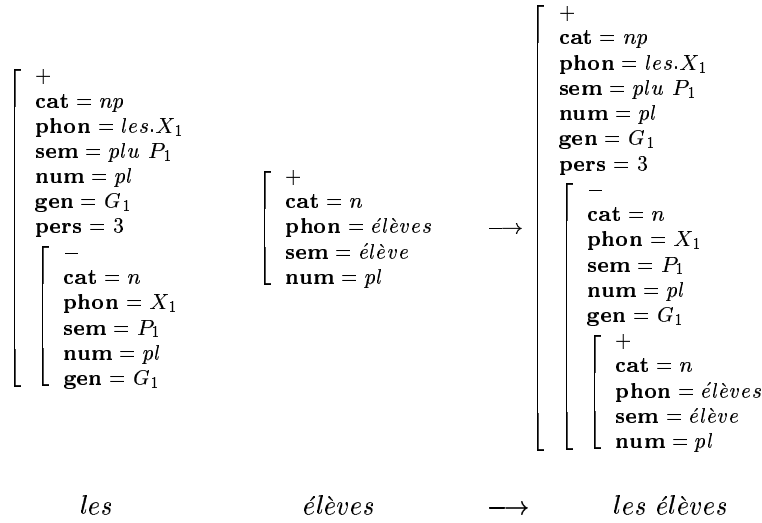 +
cat = np
phon = les.X₁
sem = plu P₁
num = pl
gen = G₁
pers = 3
−
cat = n
phon = X₁
sem = P₁
num = pl
gen = G₁
+
cat = n
phon = élèves
sem = élève
num = pl
⟶
+
cat = np
phon = les.X₁
sem = plu P₁
num = pl
gen = G₁
pers = 3
−
cat = n
phon = X₁
sem = P₁
num = pl
gen = G₁
+
cat = n
phon = élèves
sem = élève
num = pl
les élèves ⟶ les élèves